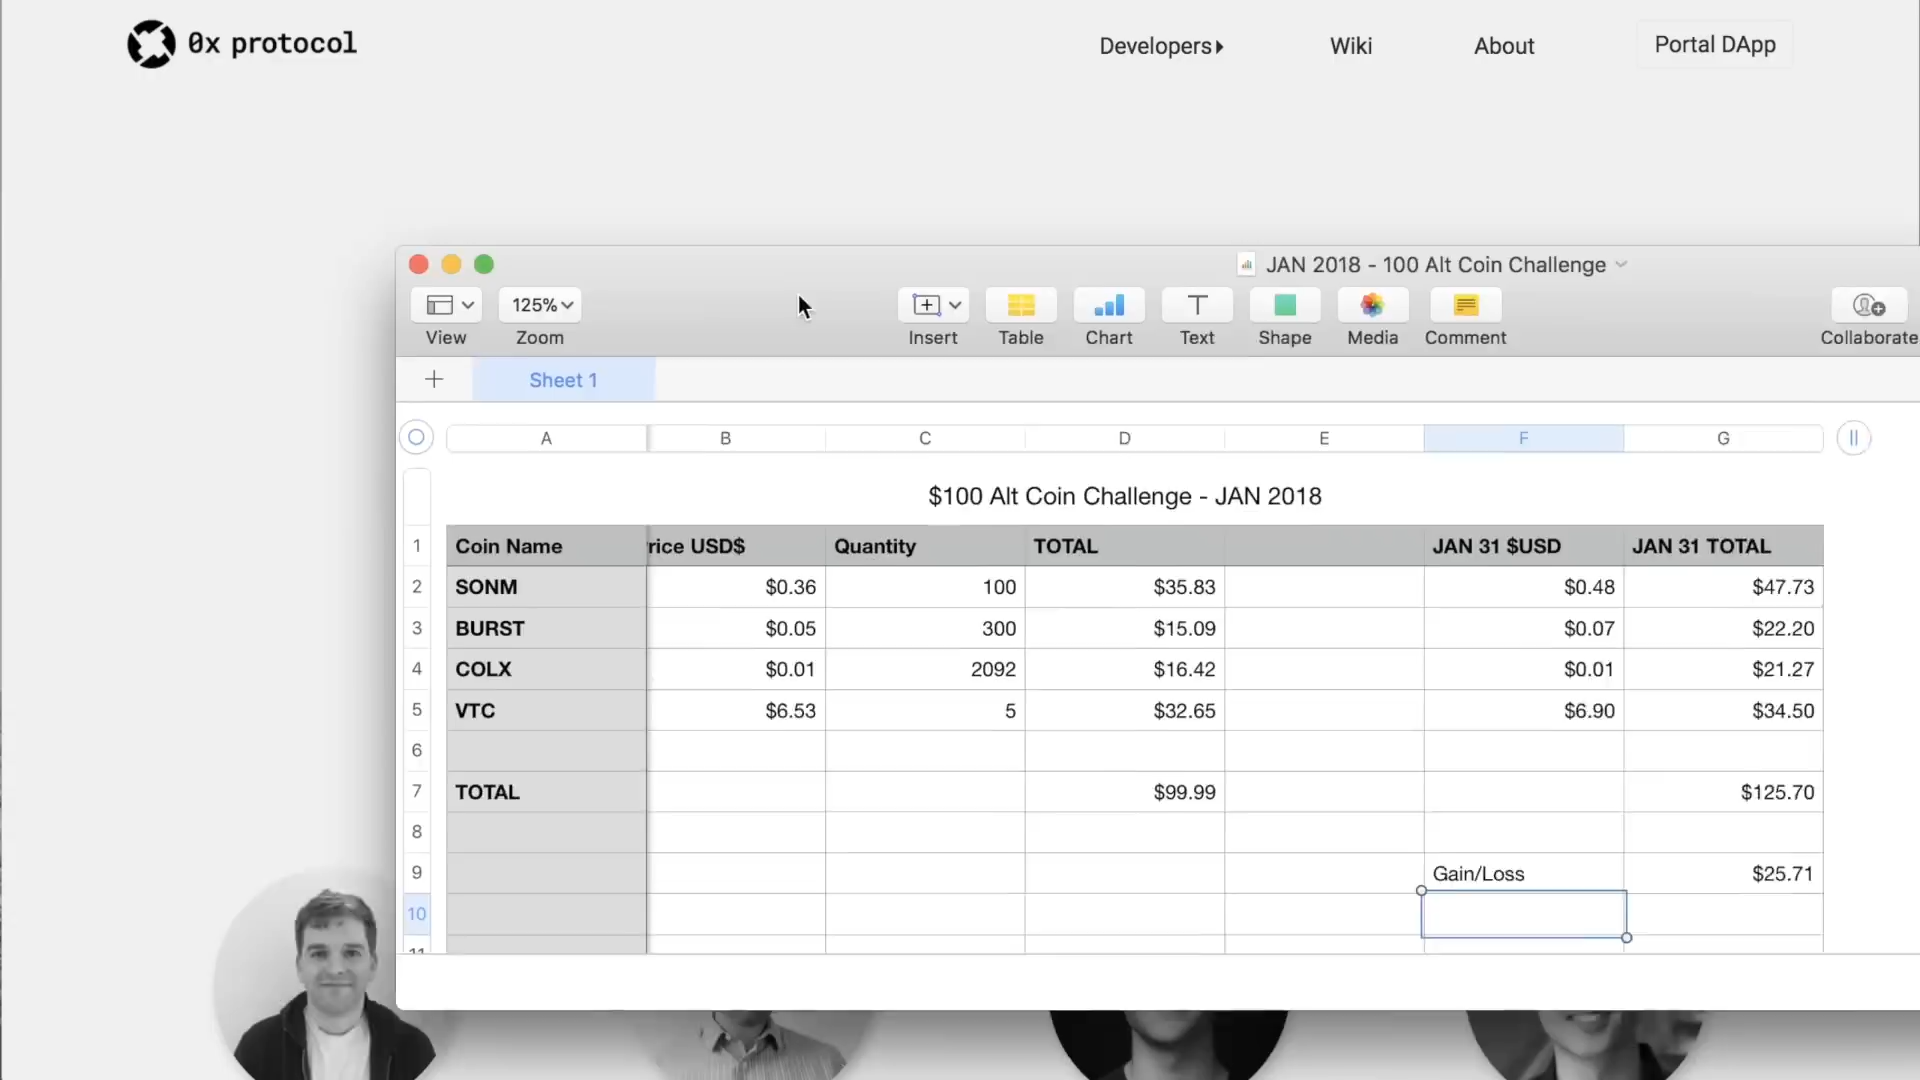 0x protocol
Developers Wiki About Portal DApp
JAN 2018 - 100 Alt Coin Challenge
125%
View Zoom Insert Table Chart Text Shape Media Comment Collaborate
Sheet 1
A B C D E F G
$100 Alt Coin Challenge - JAN 2018
1 Coin Name rice USD$ Quantity TOTAL JAN 31 $USD JAN 31 TOTAL
2 SONM $0.36 100 $35.83 $0.48 $47.73
3 BURST $0.05 300 $15.09 $0.07 $22.20
4 COLX $0.01 2092 $16.42 $0.01 $21.27
5 VTC $6.53 5 $32.65 $6.90 $34.50
6
7 TOTAL $99.99 $125.70
8
9 Gain/Loss $25.71
10
11